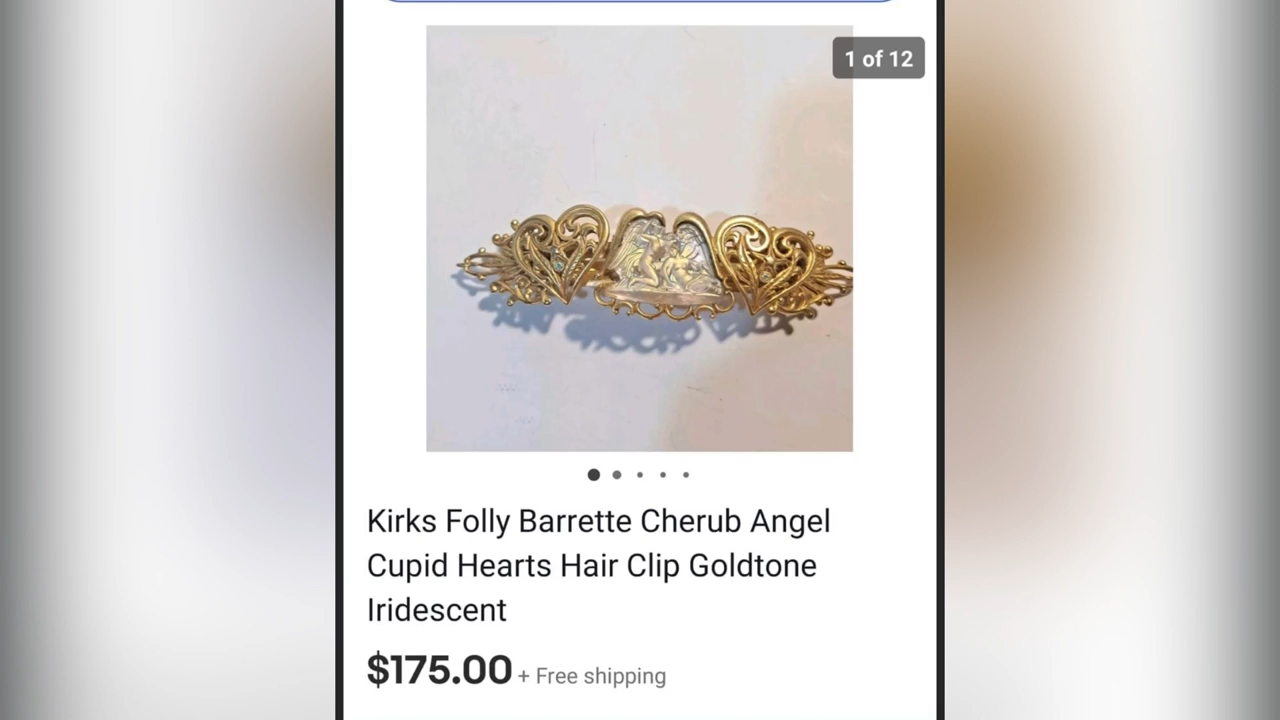 1 of 12
Kirks Folly Barrette Cherub Angel
Cupid Hearts Hair Clip Goldtone
Iridescent
$175.00 + Free shipping